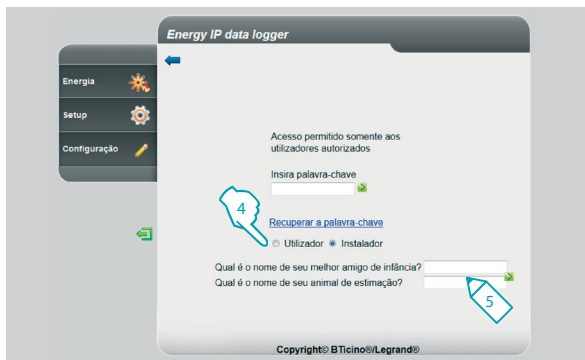 Energy IP data logger
Energia
Setup
Configuração
Acesso permitido somente aos
utilizadores autorizados
Insira palavra-chave
4
Recuperar a palavra-chave
Utilizador Instalador
Qual é o nome de seu melhor amigo de infância?
Qual é o nome de seu animal de estimação?
5
Copyright© BTicino®/Legrand®